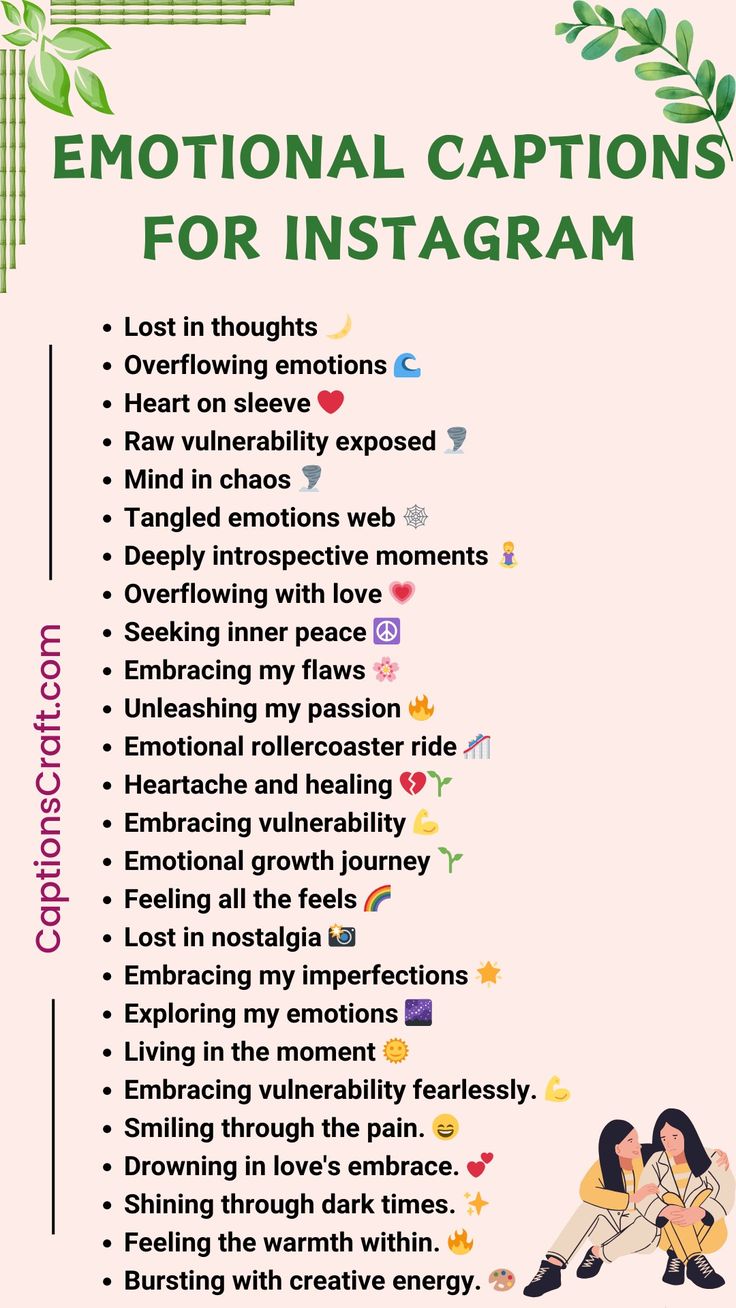 EMOTIONAL CAPTIONS
FOR INSTAGRAM
• Lost in thoughts 🌙
• Overflowing emotions 🌊
• Heart on sleeve ❤️
• Raw vulnerability exposed 🌪️
• Mind in chaos 🌪️
• Tangled emotions web 🕸️
• Deeply introspective moments 🧘‍♀️
• Overflowing with love 💗
• Seeking inner peace ☮️
• Embracing my flaws 🌸
• Unleashing my passion 🔥
• Emotional rollercoaster ride 🎢
• Heartache and healing 💔🌱
• Embracing vulnerability 💪
• Emotional growth journey 🌱
• Feeling all the feels 🌈
• Lost in nostalgia 📸
• Embracing my imperfections 🌟
• Exploring my emotions 🌌
• Living in the moment 🌞
• Embracing vulnerability fearlessly. 💪
• Smiling through the pain. 😄
• Drowning in love's embrace. 💕
• Shining through dark times. ✨
• Feeling the warmth within. 🔥
• Bursting with creative energy. 🎨
CaptionsCraft.com